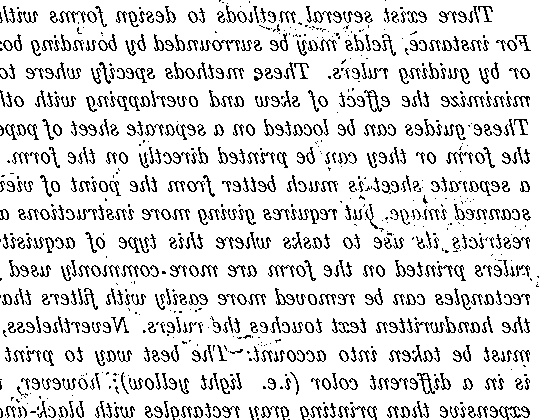 There exist several methods to design forms with
For instance, fields may be surrounded by bounding bo
or by guiding rulers. These methods specify where to
minimize the effect of skew and overlapping with oth
These guides can be located on a separate sheet of pape
the form or they can be printed directly on the form.
a separate sheet is much better from the point of
scanned image, but requires giving more instructions a
restricts its use to tasks where this type of acquisiti
rulers printed on the form are more commonly used
rectangles can be removed more easily with filters tha
the handwritten text touches the rulers. Nevertheless,
must be taken into account: The best way to print
is in a different color (i.e. light yellow); however,
expensive than printing gray rectangles with black-and